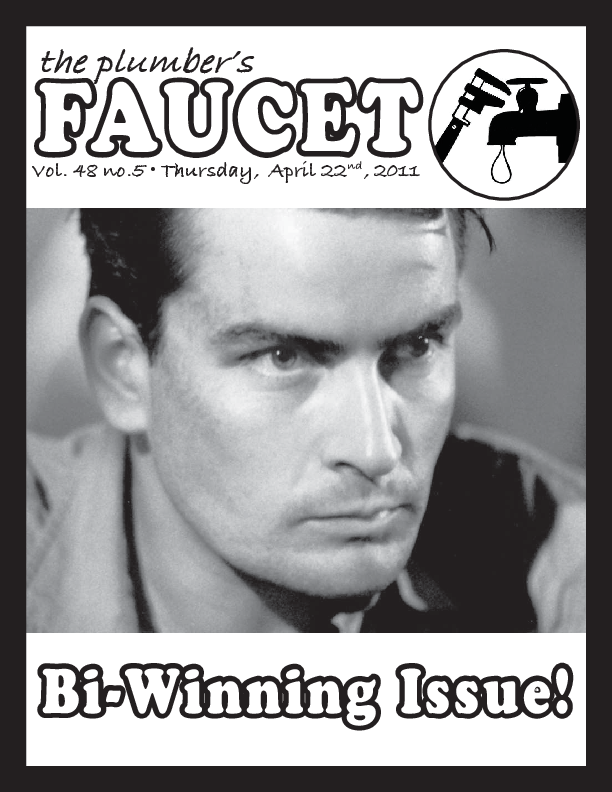 the plumber's
FAUCET
Vol. 48 no.5 • Thursday, April 22nd, 2011
Bi-Winning Issue!